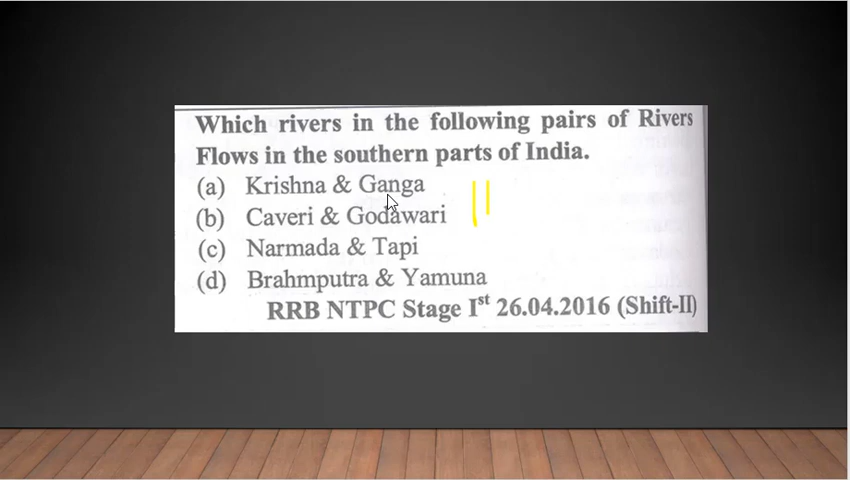 Which rivers in the following pairs of Rivers
Flows in the southern parts of India.
(a) Krishna & Ganga
(b) Caveri & Godawari
(c) Narmada & Tapi
(d) Brahmputra & Yamuna
RRB NTPC Stage Ist 26.04.2016 (Shift-II)